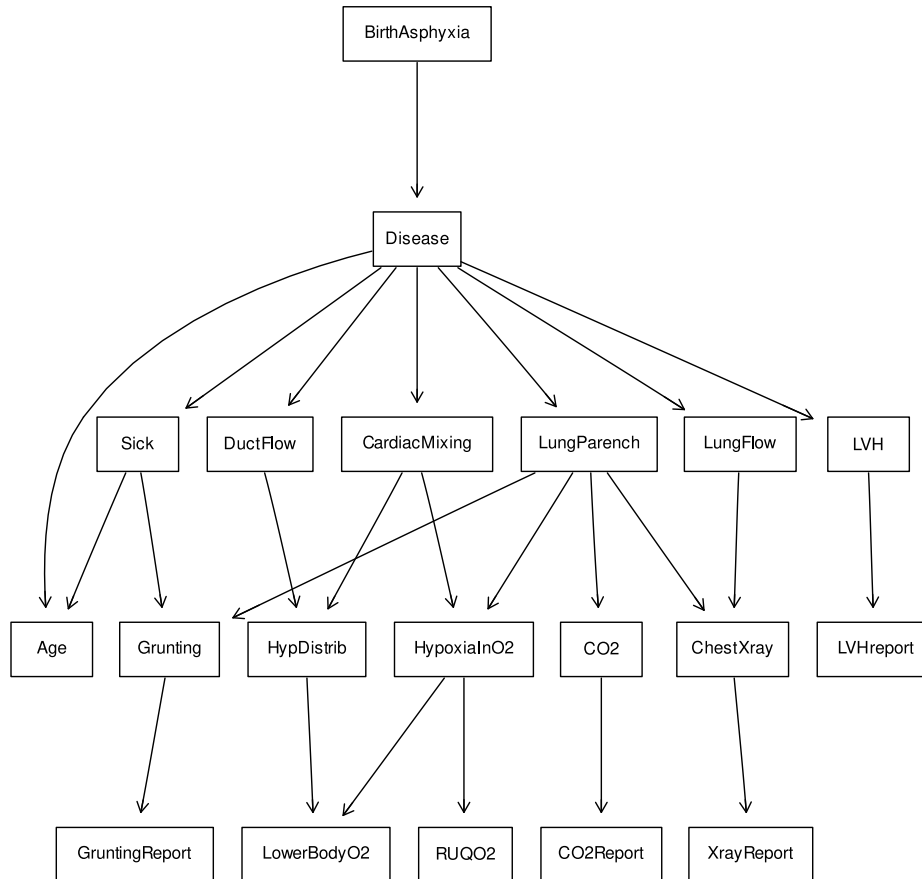 BirthAsphyxia
Disease
Sick
DuctFlow
CardiacMixing
LungParench
LungFlow
LVH
Age
Grunting
HypDistrib
HypoxiaInO2
CO2
ChestXray
LVHreport
GruntingReport
LowerBodyO2
RUQO2
CO2Report
XrayReport